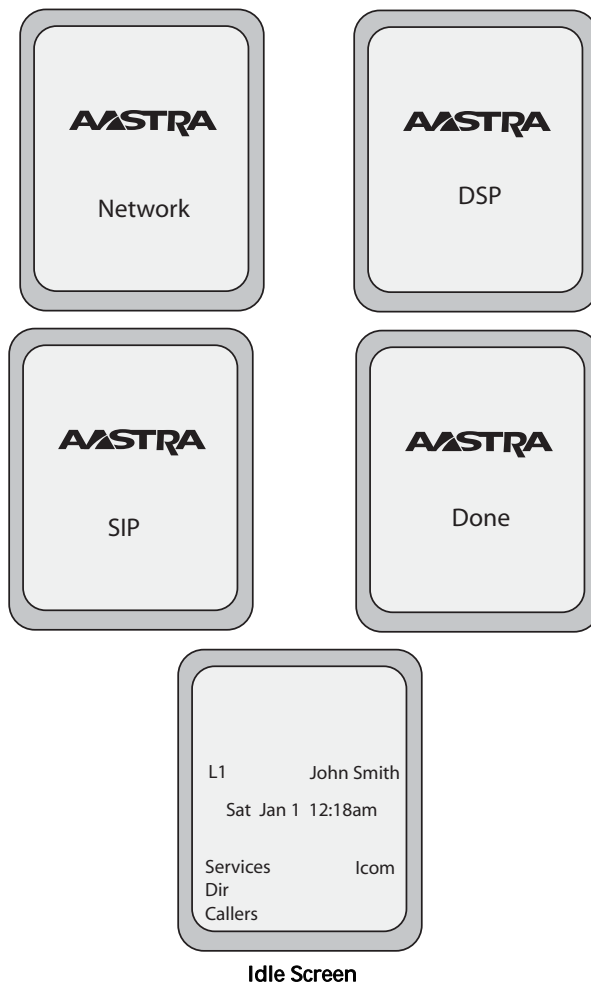 AASTRA
Network
AASTRA
DSP
AASTRA
SIP
AASTRA
Done
L1 John Smith
Sat Jan 1 12:18am
Services Icom
Dir
Callers
Idle Screen